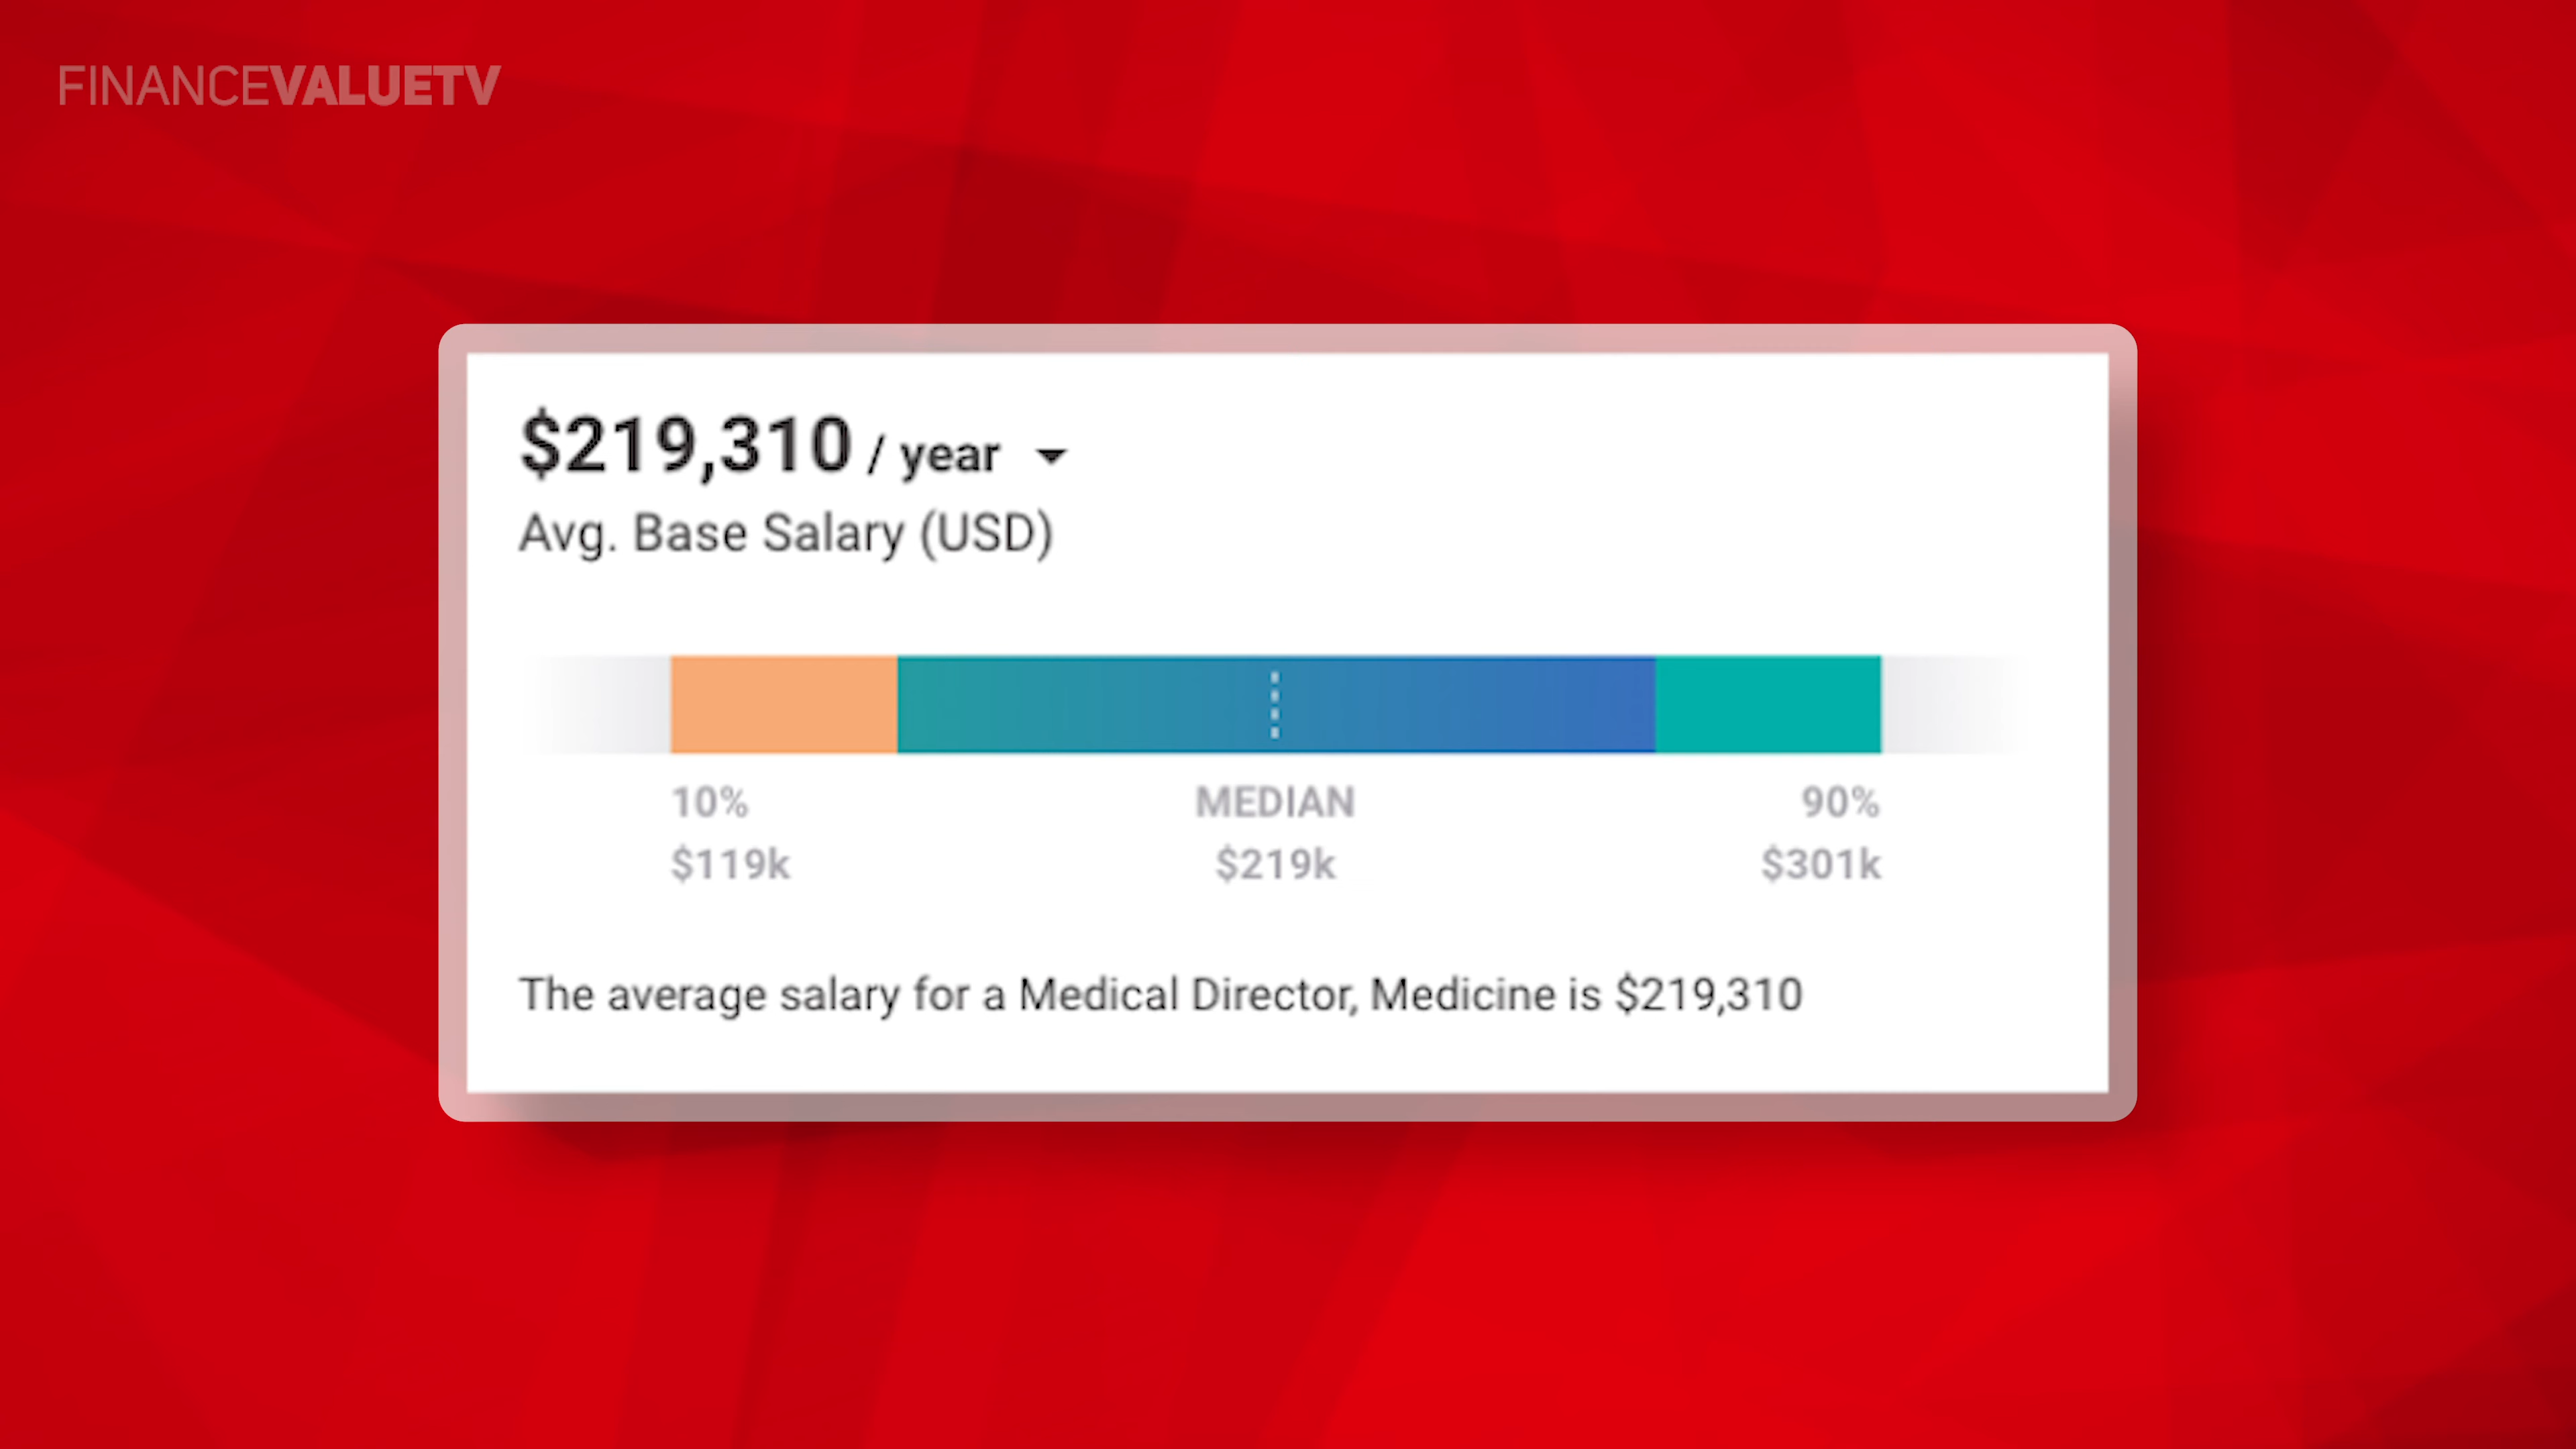 FINANCEVALUETV
$219,310 / year
Avg. Base Salary (USD)
10% MEDIAN 90%
$119k $219k $301k
The average salary for a Medical Director, Medicine is $219,310